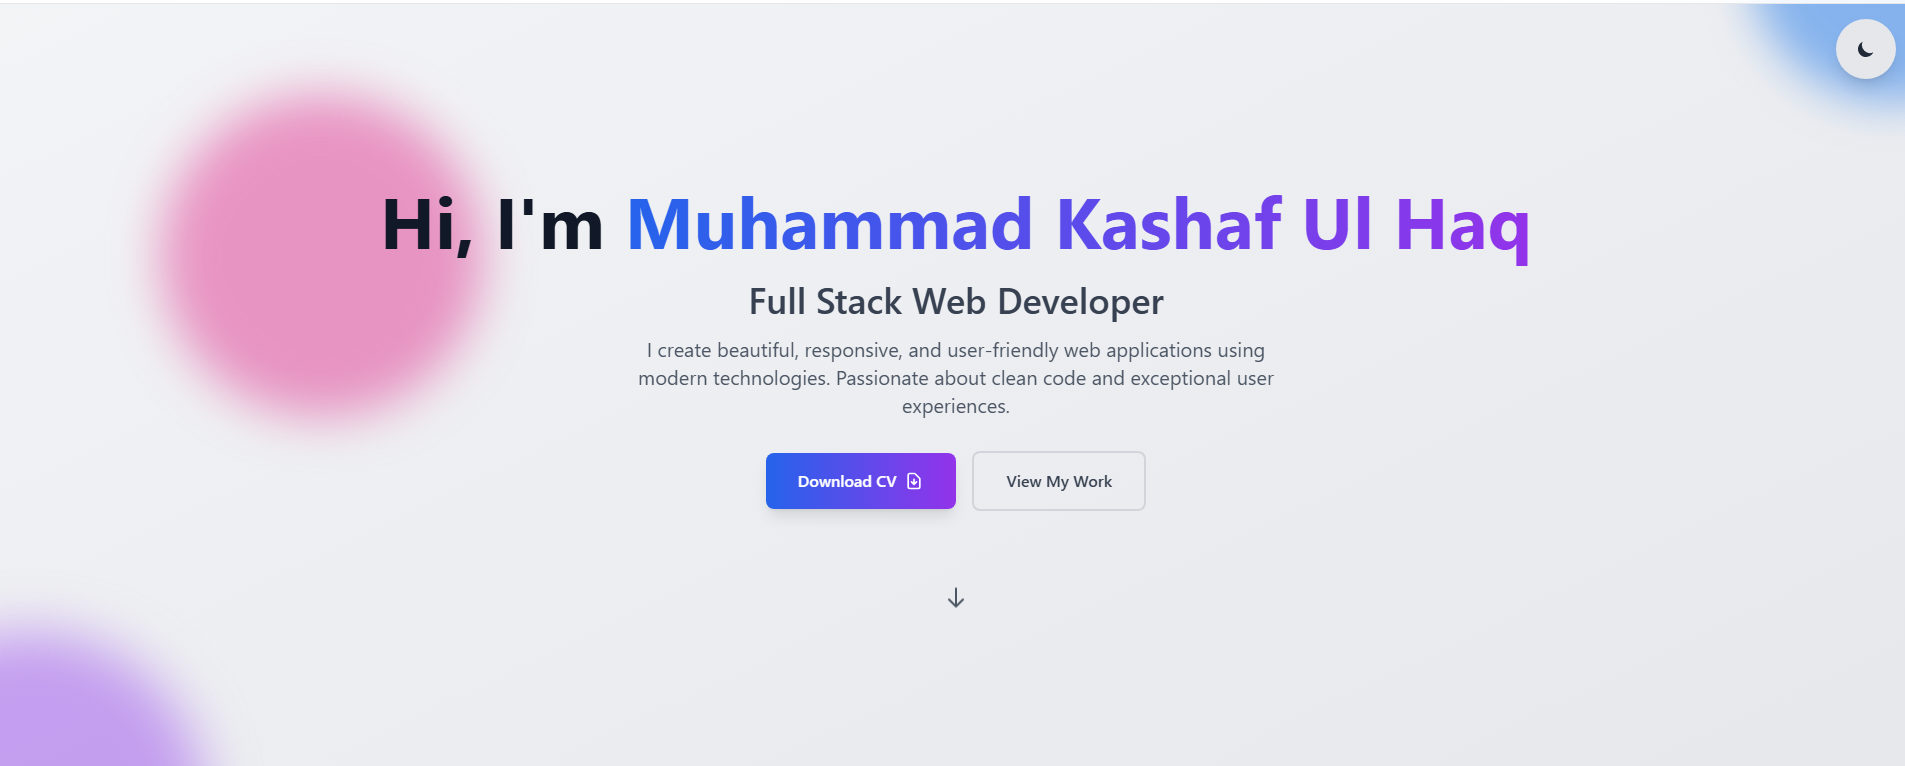 Hi, I'm Muhammad Kashaf Ul Haq
Full Stack Web Developer
I create beautiful, responsive, and user-friendly web applications using
modern technologies. Passionate about clean code and exceptional user
experiences.
Download CV
View My Work